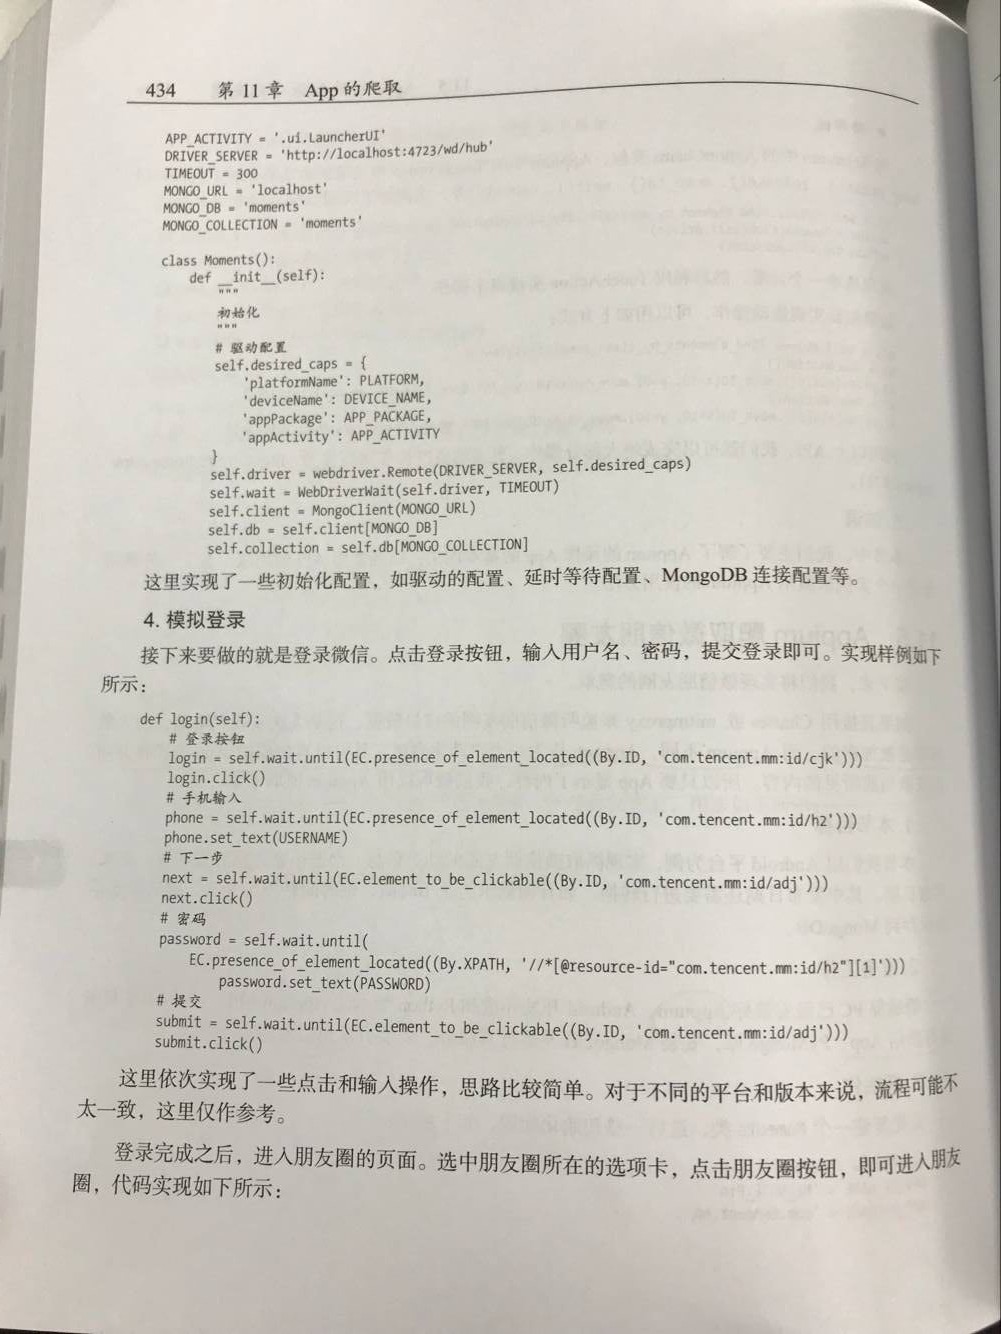 434 第 11 章 App 的爬取
APP_ACTIVITY = '.ui.LauncherUI'
DRIVER_SERVER = 'http://localhost:4723/wd/hub'
TIMEOUT = 300
MONGO_URL = 'localhost'
MONGO_DB = 'moments'
MONGO_COLLECTION = 'moments'
class Moments():
def __init__(self):
"""
初始化
"""
# 驱动配置
self.desired_caps = {
'platformName': PLATFORM,
'deviceName': DEVICE_NAME,
'appPackage': APP_PACKAGE,
'appActivity': APP_ACTIVITY
}
self.driver = webdriver.Remote(DRIVER_SERVER, self.desired_caps)
self.wait = WebDriverWait(self.driver, TIMEOUT)
self.client = MongoClient(MONGO_URL)
self.db = self.client[MONGO_DB]
self.collection = self.db[MONGO_COLLECTION]
这里实现了一些初始化配置，如驱动的配置、延时等待配置、MongoDB 连接配置等。
4. 模拟登录
接下来要做的就是登录微信。点击登录按钮，输入用户名、密码，提交登录即可。实现样例如下
所示：
def login(self):
# 登录按钮
login = self.wait.until(EC.presence_of_element_located((By.ID, 'com.tencent.mm:id/cjk')))
login.click()
# 手机输入
phone = self.wait.until(EC.presence_of_element_located((By.ID, 'com.tencent.mm:id/h2')))
phone.set_text(USERNAME)
# 下一步
next = self.wait.until(EC.element_to_be_clickable((By.ID, 'com.tencent.mm:id/adj')))
next.click()
# 密码
password = self.wait.until(
EC.presence_of_element_located((By.XPATH, '//*[@resource-id="com.tencent.mm:id/h2"][1]')))
password.set_text(PASSWORD)
# 提交
submit = self.wait.until(EC.element_to_be_clickable((By.ID, 'com.tencent.mm:id/adj')))
submit.click()
这里依次实现了一些点击和输入操作，思路比较简单。对于不同的平台和版本来说，流程可能不
太一致，这里仅作参考。
登录完成之后，进入朋友圈的页面。选中朋友圈所在的选项卡，点击朋友圈按钮，即可进入朋友
圈，代码实现如下所示：